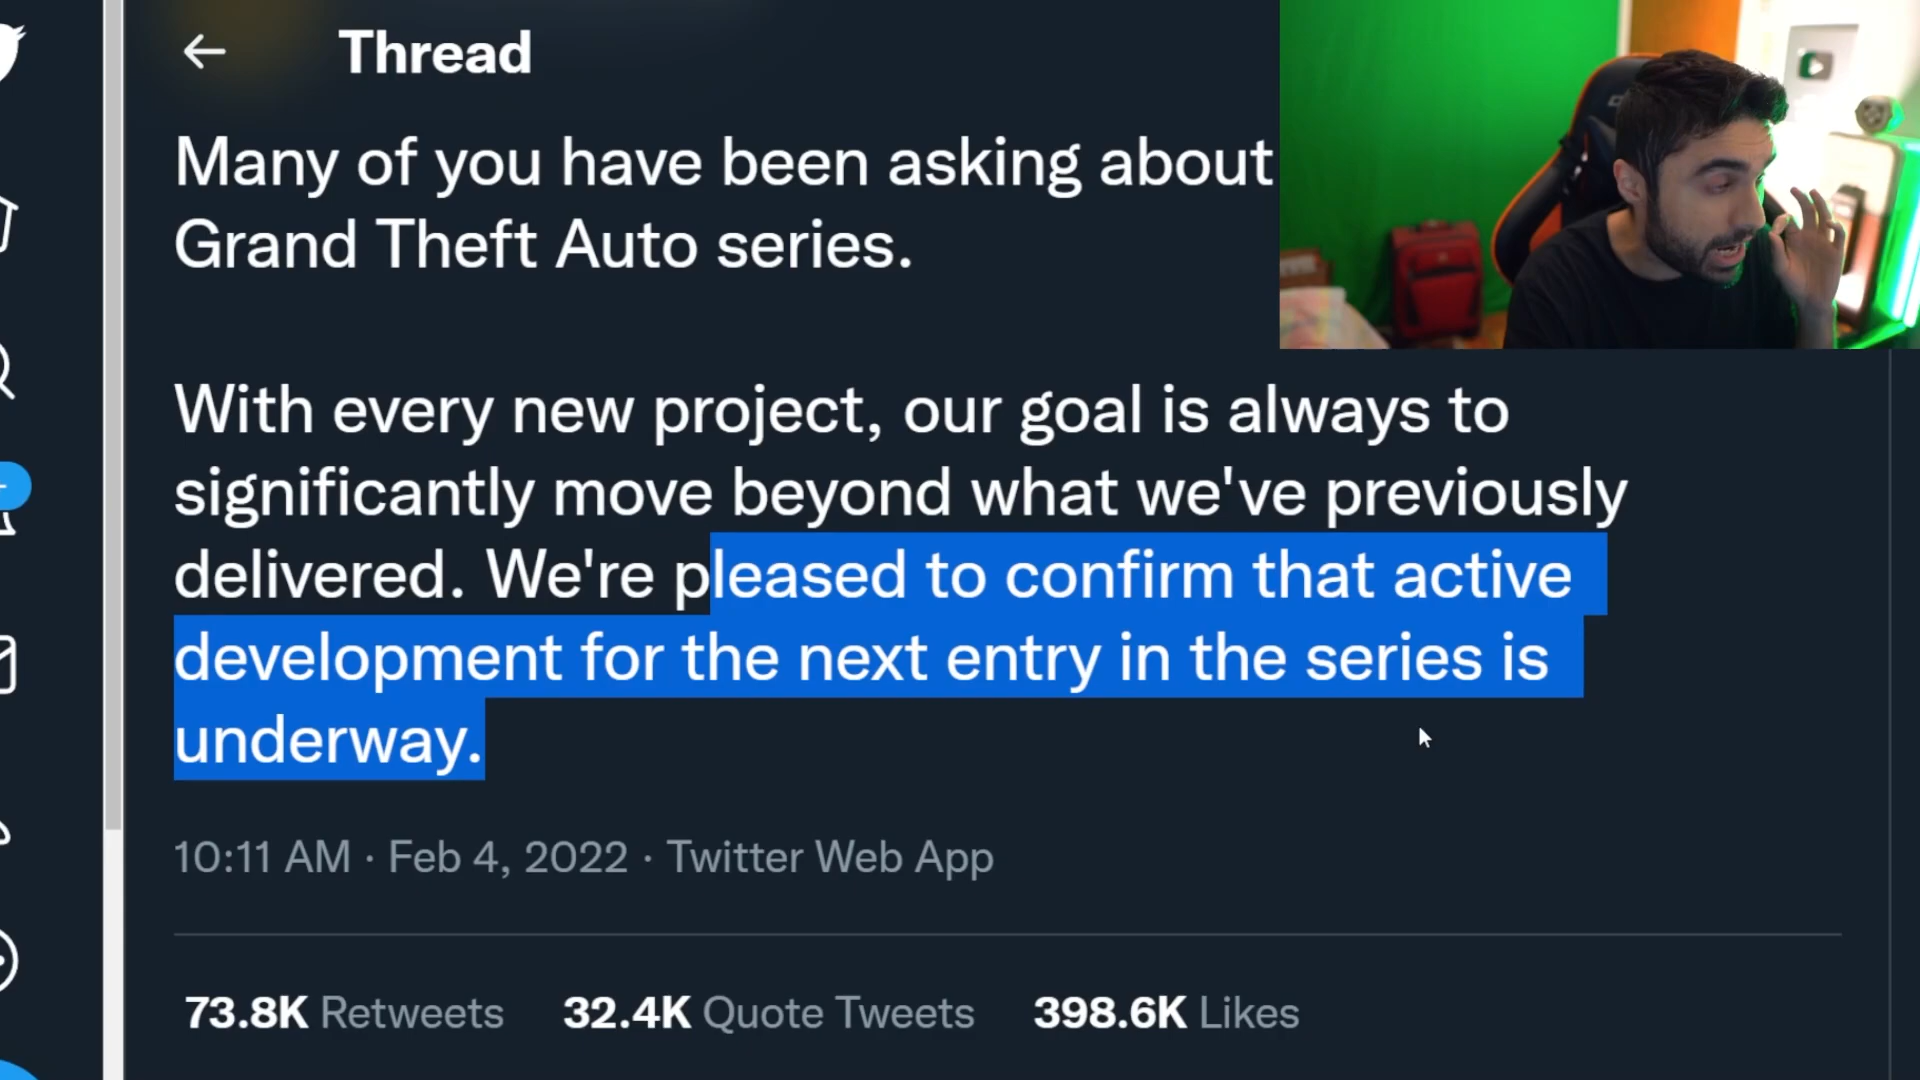 Thread
Many of you have been asking about
Grand Theft Auto series.
With every new project, our goal is always to
significantly move beyond what we've previously
delivered. We're pleased to confirm that active
development for the next entry in the series is
underway.
10:11 AM · Feb 4, 2022 · Twitter Web App
73.8K Retweets 32.4K Quote Tweets 398.6K Likes